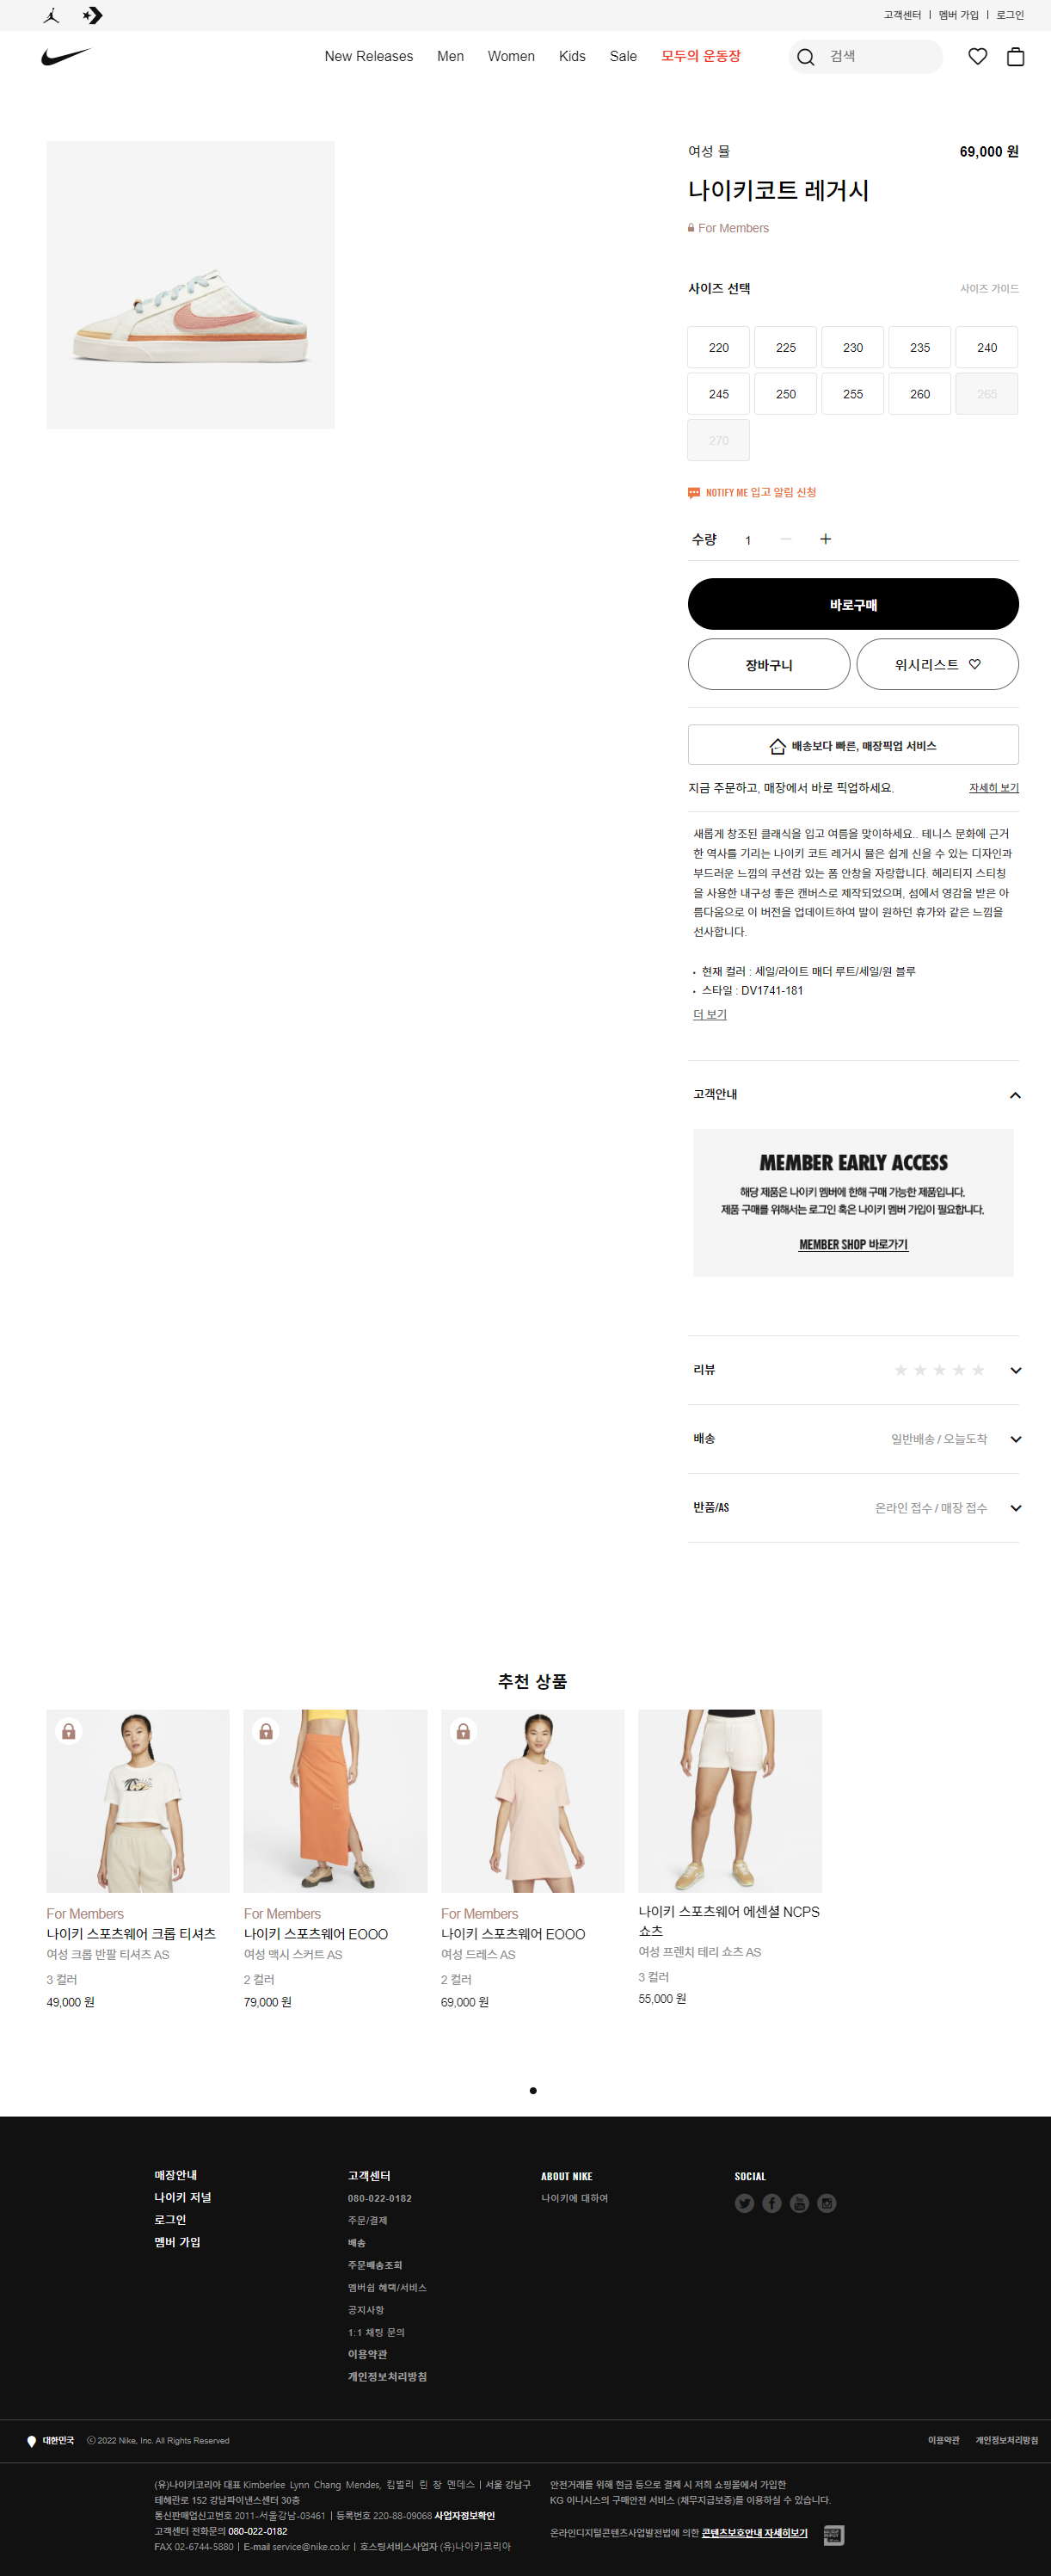 고객센터 | 멤버 가입 | 로그인
New Releases Men Women Kids Sale 모두의 운동장 검색
여성 뮬 69,000 원
나이키코트 레거시
For Members
사이즈 선택 사이즈 가이드
220 225 230 235 240
245 250 255 260 265
270
NOTIFY ME 입고 알림 신청
수량 1
바로구매
장바구니 위시리스트
배송보다 빠른, 매장픽업 서비스
지금 주문하고, 매장에서 바로 픽업하세요. 자세히 보기
새롭게 창조된 클래식을 입고 여름을 맞이하세요.. 테니스 문화에 근거
한 역사를 기리는 나이키 코트 레거시 뮬은 쉽게 신을 수 있는 디자인과
부드러운 느낌의 쿠션감 있는 폼 안창을 자랑합니다. 헤리티지 스티칭
을 사용한 내구성 좋은 캔버스로 제작되었으며, 섬에서 영감을 받은 아
름다움으로 이 버전을 업데이트하여 발이 원하던 휴가와 같은 느낌을
선사합니다.
• 현재 컬러 : 세일/라이트 매더 루트/세일/원 블루
• 스타일 : DV1741-181
더 보기
고객안내
MEMBER EARLY ACCESS
해당 제품은 나이키 멤버에 한해 구매 가능한 제품입니다.
제품 구매를 위해서는 로그인 혹은 나이키 멤버 가입이 필요합니다.
MEMBER SHOP 바로가기
리뷰
배송 일반배송 / 오늘도착
반품/AS 온라인 접수 / 매장 접수
추천 상품
For Members
나이키 스포츠웨어 크롭 티셔츠
여성 크롭 반팔 티셔츠 AS
3 컬러
49,000 원
For Members
나이키 스포츠웨어 EOOO
여성 맥시 스커트 AS
2 컬러
79,000 원
For Members
나이키 스포츠웨어 EOOO
여성 드레스 AS
2 컬러
69,000 원
나이키 스포츠웨어 에센셜 NCPS
쇼츠
여성 프렌치 테리 쇼츠 AS
3 컬러
55,000 원
매장안내
나이키 저널
로그인
멤버 가입
고객센터
080-022-0182
주문/결제
배송
주문배송조회
멤버쉽 혜택/서비스
공지사항
1:1 채팅 문의
이용약관
개인정보처리방침
ABOUT NIKE
나이키에 대하여
SOCIAL
대한민국 ⓒ 2022 Nike, Inc. All Rights Reserved 이용약관 개인정보처리방침
(유)나이키코리아 대표 Kimberlee Lynn Chang Mendes, 킴벌리 린 창 멘데스 | 서울 강남구
테헤란로 152 강남파이낸스센터 30층
통신판매업신고번호 2011-서울강남-03461 | 등록번호 220-88-09068 사업자정보확인
고객센터 전화문의 080-022-0182
FAX 02-6744-5880 | E-mail service@nike.co.kr | 호스팅서비스사업자 (유)나이키코리아
안전거래를 위해 현금 등으로 결제 시 저희 쇼핑몰에서 가입한
KG 이니시스의 구매안전 서비스 (채무지급보증)를 이용하실 수 있습니다.
온라인디지털콘텐츠사업발전법에 의한 콘텐츠보호안내 자세히보기